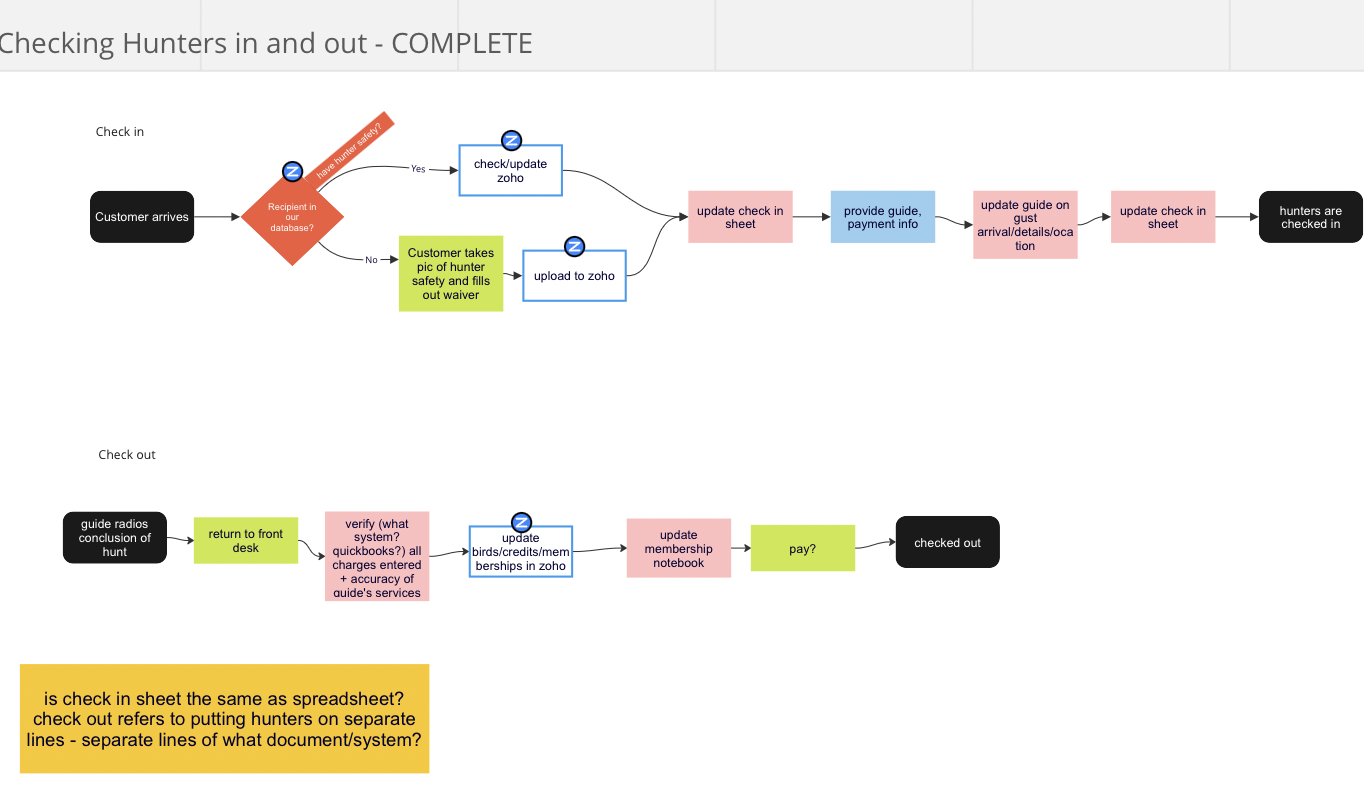 Checking Hunters in and out - COMPLETE
Check in
Customer arrives
Recipient in
our
database?
have hunter safety?
Yes
No
check/update
zoho
Customer takes
pic of hunter
safety and fills
out waiver
upload to zoho
update check in
sheet
provide guide,
payment info
update guide on
gust
arrival/details/oca
tion
update check in
sheet
hunters are
checked in
Check out
guide radios
conclusion of
hunt
return to front
desk
verify (what
system?
quickbooks?) all
charges entered
+ accuracy of
guide's services
update
birds/credits/mem
berships in zoho
update
membership
notebook
pay?
checked out
is check in sheet the same as spreadsheet?
check out refers to putting hunters on separate
lines - separate lines of what document/system?